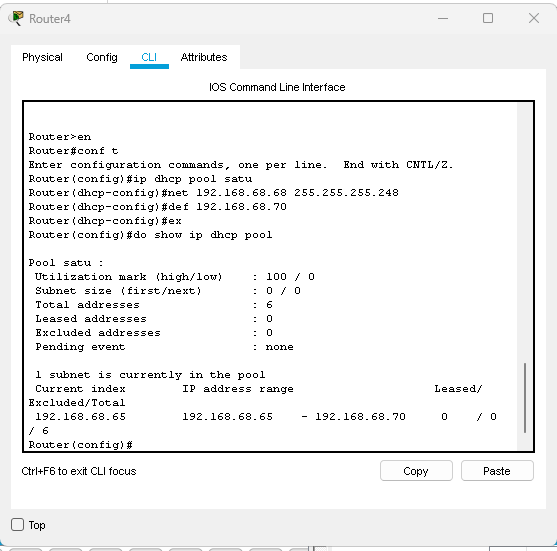 Router4
Physical Config CLI Attributes
IOS Command Line Interface
Router>en
Router#conf t
Enter configuration commands, one per line.  End with CNTL/Z.
Router(config)#ip dhcp pool satu
Router(dhcp-config)#net 192.168.68.68 255.255.255.248
Router(dhcp-config)#def 192.168.68.70
Router(dhcp-config)#ex
Router(config)#do show ip dhcp pool
Pool satu :
Utilization mark (high/low) : 100 / 0
Subnet size (first/next) : 0 / 0
Total addresses : 6
Leased addresses : 0
Excluded addresses : 0
Pending event : none
1 subnet is currently in the pool
Current index IP address range Leased/
Excluded/Total
192.168.68.65 192.168.68.65 - 192.168.68.70 0 / 0
/ 6
Router(config)#
Ctrl+F6 to exit CLI focus Copy Paste
Top